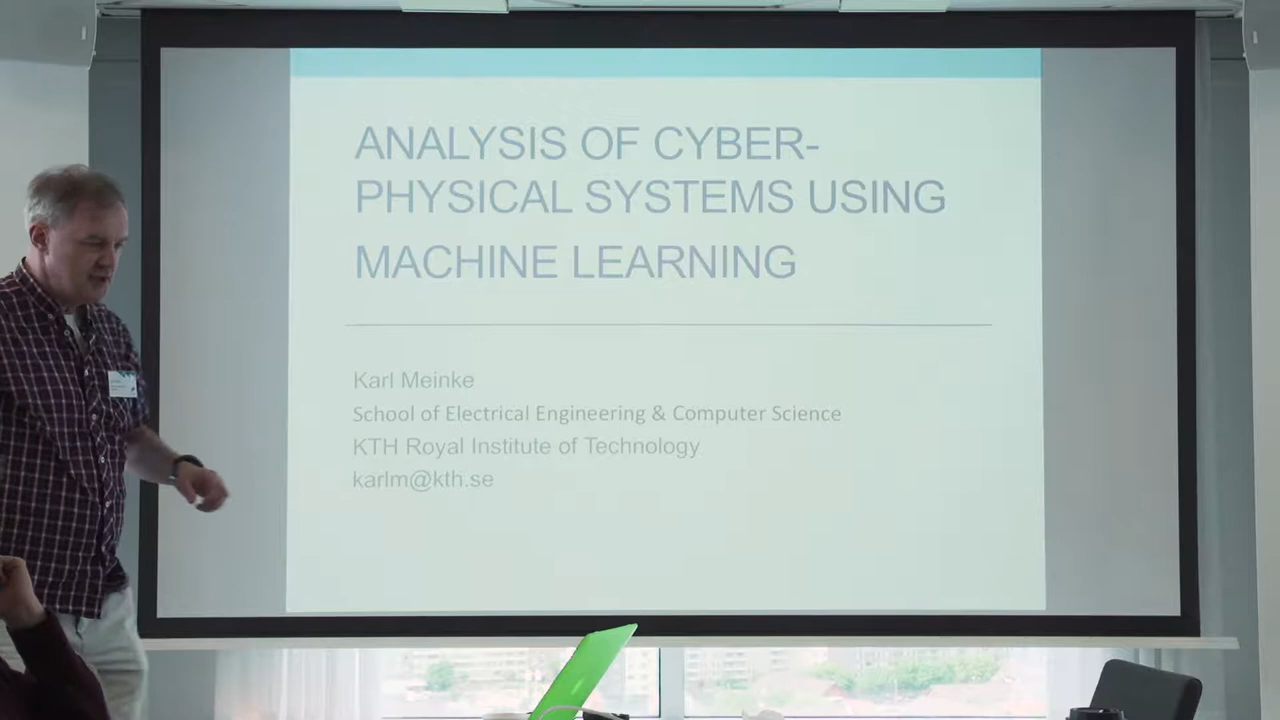 ANALYSIS OF CYBER-
PHYSICAL SYSTEMS USING
MACHINE LEARNING
Karl Meinke
School of Electrical Engineering & Computer Science
KTH Royal Institute of Technology
karlm@kth.se